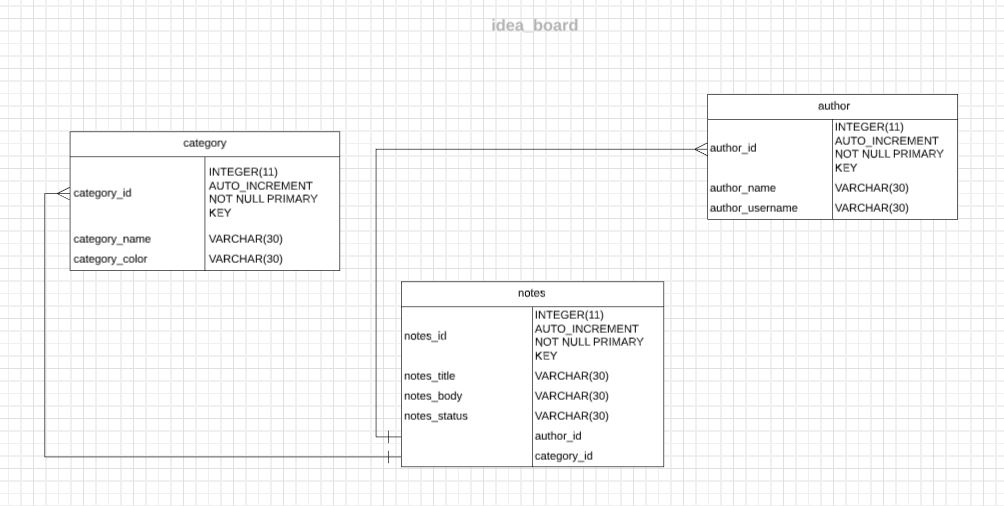 idea_board
category
category_id
INTEGER(11)
AUTO_INCREMENT
NOT NULL PRIMARY
KEY
category_name VARCHAR(30)
category_color VARCHAR(30)
author
author_id
INTEGER(11)
AUTO_INCREMENT
NOT NULL PRIMARY
KEY
author_name VARCHAR(30)
author_username VARCHAR(30)
notes
notes_id
INTEGER(11)
AUTO_INCREMENT
NOT NULL PRIMARY
KEY
notes_title VARCHAR(30)
notes_body VARCHAR(30)
notes_status VARCHAR(30)
author_id
category_id